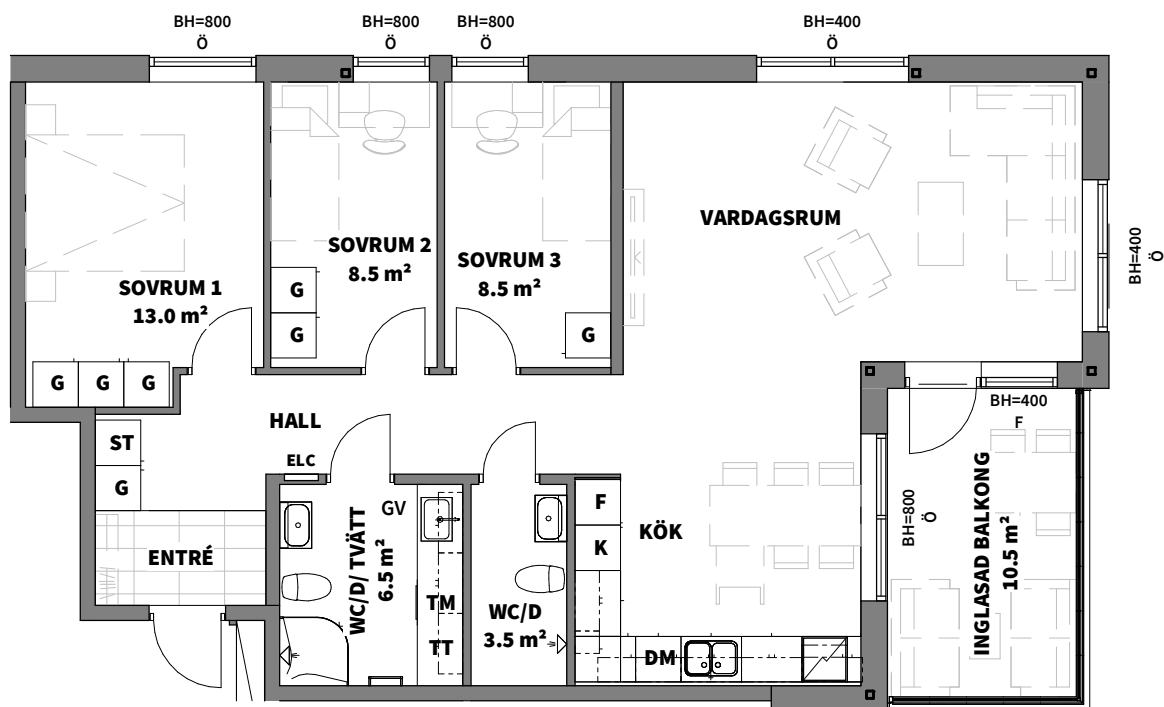 BH=800
Ö
BH=800
Ö
BH=800
Ö
BH=400
Ö
VARDAGSRUM
SOVRUM 1
13.0 m²
SOVRUM 2
8.5 m²
SOVRUM 3
8.5 m²
BH=400
Ö
G
G
G
G
G
G
HALL
ELC
ST
G
ENTRÉ
WC/D/ TVÄTT
6.5 m²
GV
TM
TT
WC/D
3.5 m²
F
K
KÖK
DM
BH=800
Ö
BH=400
F
INGLASAD BALKONG
10.5 m²